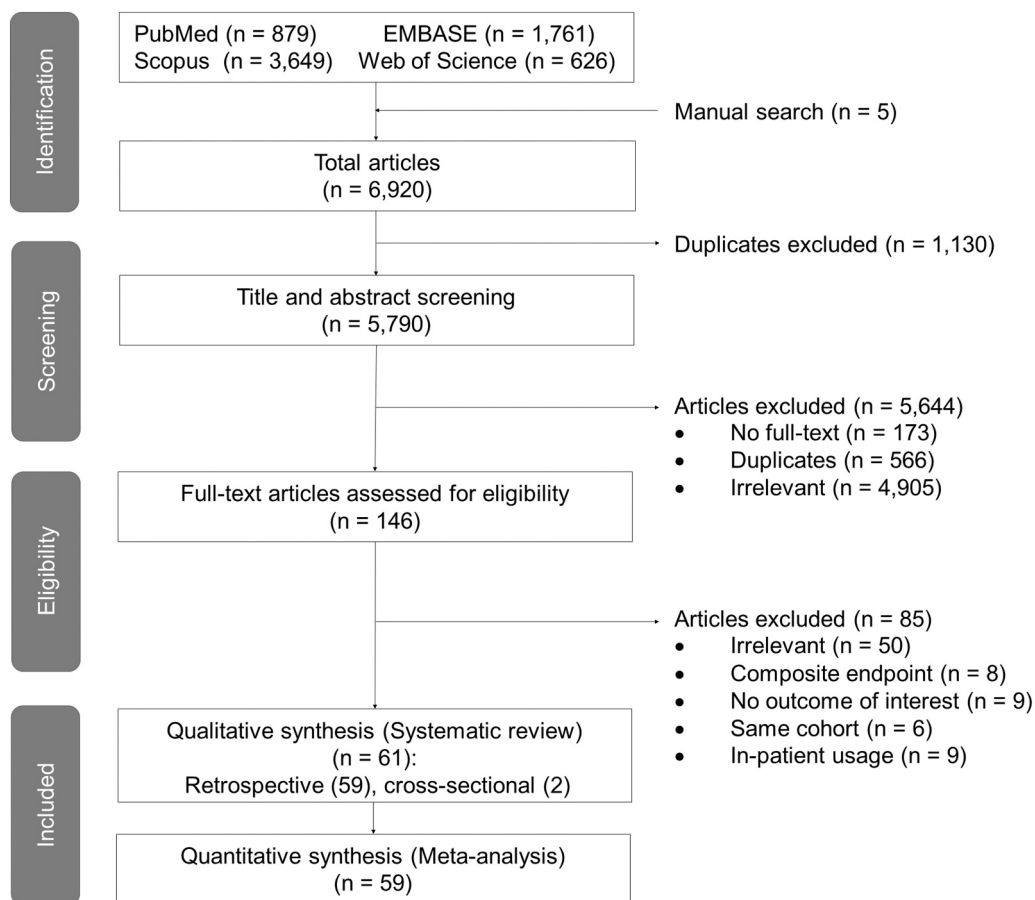 Identification
PubMed (n = 879) EMBASE (n = 1,761)
Scopus (n = 3,649) Web of Science (n = 626)
Manual search (n = 5)
Total articles
(n = 6,920)
Duplicates excluded (n = 1,130)
Screening
Title and abstract screening
(n = 5,790)
Articles excluded (n = 5,644)
• No full-text (n = 173)
• Duplicates (n = 566)
• Irrelevant (n = 4,905)
Eligibility
Full-text articles assessed for eligibility
(n = 146)
Articles excluded (n = 85)
• Irrelevant (n = 50)
• Composite endpoint (n = 8)
• No outcome of interest (n = 9)
• Same cohort (n = 6)
• In-patient usage (n = 9)
Included
Qualitative synthesis (Systematic review)
(n = 61):
Retrospective (59), cross-sectional (2)
Quantitative synthesis (Meta-analysis)
(n = 59)